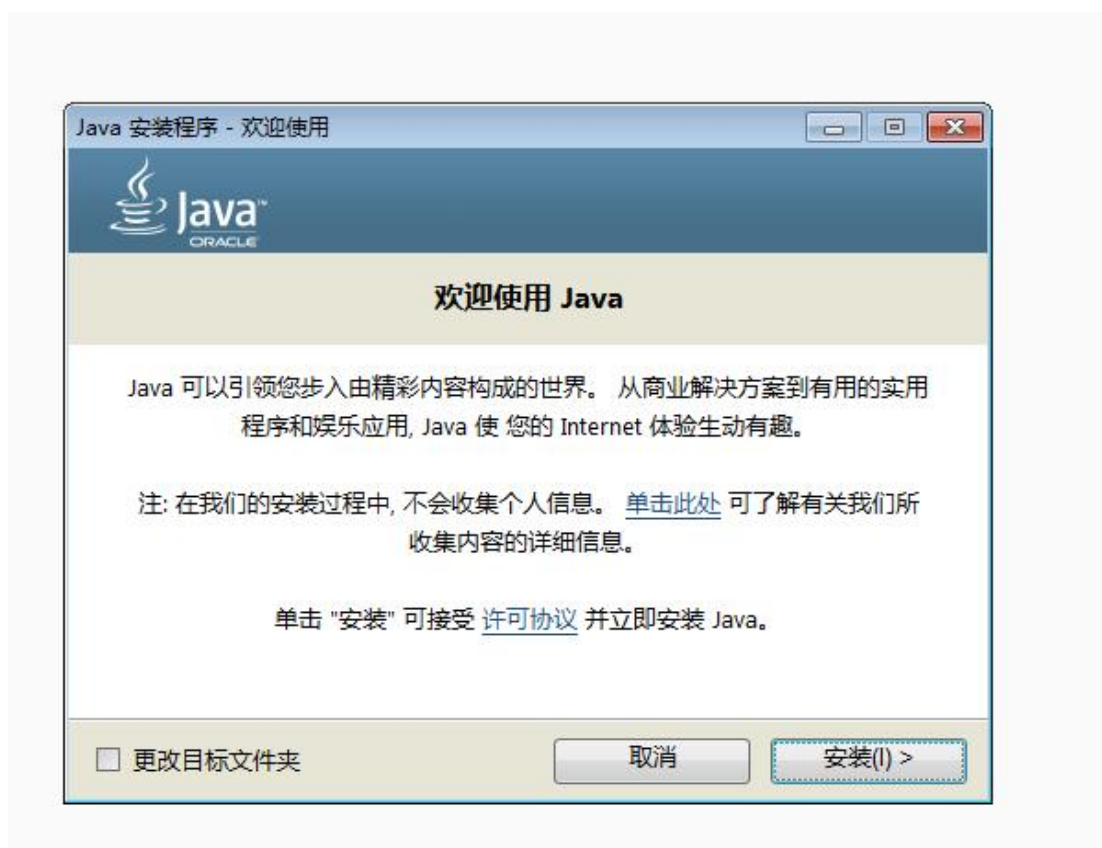 Java 安装程序 - 欢迎使用
Java™
ORACLE
欢迎使用 Java
Java 可以引领您步入由精彩内容构成的世界。 从商业解决方案到有用的实用
程序和娱乐应用, Java 使 您的 Internet 体验生动有趣。
注: 在我们的安装过程中, 不会收集个人信息。 单击此处 可了解有关我们所
收集内容的详细信息。
单击 "安装" 可接受 许可协议 并立即安装 Java。
更改目标文件夹
取消
安装(I) >